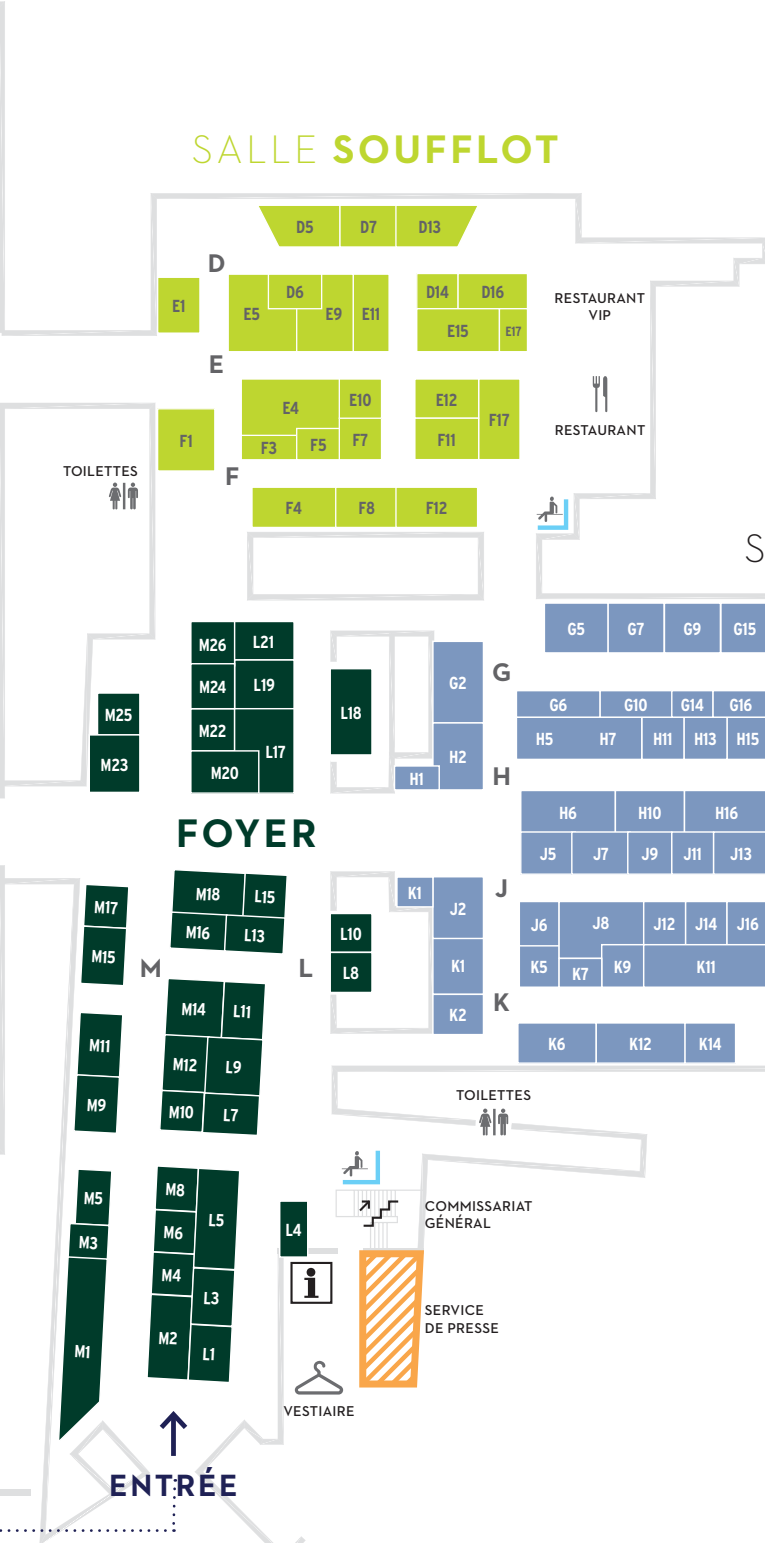 SALLE SOUFFLOT
D5 D7 D13
D
E1
D6
E5 E9 E11
D14 D16
E15 E17
RESTAURANT
VIP
E
E4 E10
F3 F5 F7
E12
F11 F17
RESTAURANT
F1
TOILETTES
F
F4 F8 F12
S
G5 G7 G9 G15
M26 L21
M24 L19
M22 L17
M20
M25
M23
L18
G2
G
H2
H1
H
G6 G10 G14 G16
H5 H7 H11 H13 H15
FOYER
H6 H10 H16
J5 J7 J9 J11 J13
M17
M15
M18 L15
M16 L13
M
L
L10
L8
K1
J2
J
K1
K2
K
J6 J8 J12 J14 J16
K5 K7 K9 K11
K6 K12 K14
M11
M9
M14 L11
M12 L9
M10 L7
TOILETTES
M5
M3
M1
M8 L5
M6
M4 L3
M2 L1
L4
COMMISSARIAT
GÉNÉRAL
i
SERVICE
DE PRESSE
VESTIAIRE
ENTRÉE